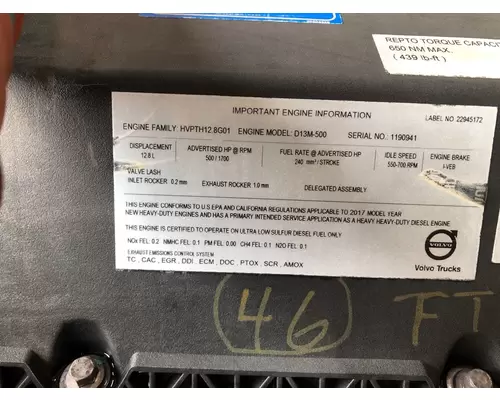 REPTO TORQUE CAPACI
650 NM MAX.
( 439 lb-ft )
IMPORTANT ENGINE INFORMATION
LABEL NO 22945172
ENGINE FAMILY: HVPTH12.8G01 ENGINE MODEL: D13M-500 SERIAL NO: 1190941
DISPLACEMENT ADVERTISED HP @ RPM FUEL RATE @ ADVERTISED HP IDLE SPEED ENGINE BRAKE
12.8 L 500 / 1700 240 mm³ / STROKE 550-700 RPM I-VEB
VALVE LASH
INLET ROCKER 0.2 mm EXHAUST ROCKER 1.0 mm DELEGATED ASSEMBLY
THIS ENGINE CONFORMS TO U.S EPA AND CALIFORNIA REGULATIONS APPLICABLE TO 2017 MODEL YEAR
NEW HEAVY-DUTY ENGINES AND HAS A PRIMARY INTENDED SERVICE APPLICATION AS A HEAVY HEAVY-DUTY DIESEL ENGINE
THIS ENGINE IS CERTIFIED TO OPERATE ON ULTRA LOW SULFUR DIESEL FUEL ONLY
NOx FEL: 0.2 NMHC FEL: 0.1 PM FEL: 0.00 CH4 FEL: 0.1 N2O FEL: 0.1
EXHAUST EMISSIONS CONTROL SYSTEM
TC , CAC , EGR , DDI ECM , DOC , PTOX , SCR , AMOX
VOLVO
Volvo Trucks
46 FT